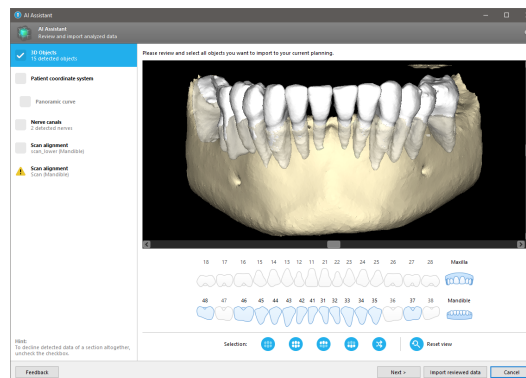 AI Assistant
AI Assistant
Review and import analyzed data
3D Objects
15 detected objects
Patient coordinate system
Panoramic curve
Nerve canals
2 detected nerves
Scan alignment
scan_lower (Mandible)
Scan alignment
Scan (Mandible)
Hint:
To decline detected data of a section altogether,
uncheck the checkbox.
Please review and select all objects you want to import to your current planning.
18 17 16 15 14 13 12 11 21 22 23 24 25 26 27 28 Maxilla
48 47 46 45 44 43 42 41 31 32 33 34 35 36 37 38 Mandible
Selection: Reset view
Feedback Next > Import reviewed data Cancel